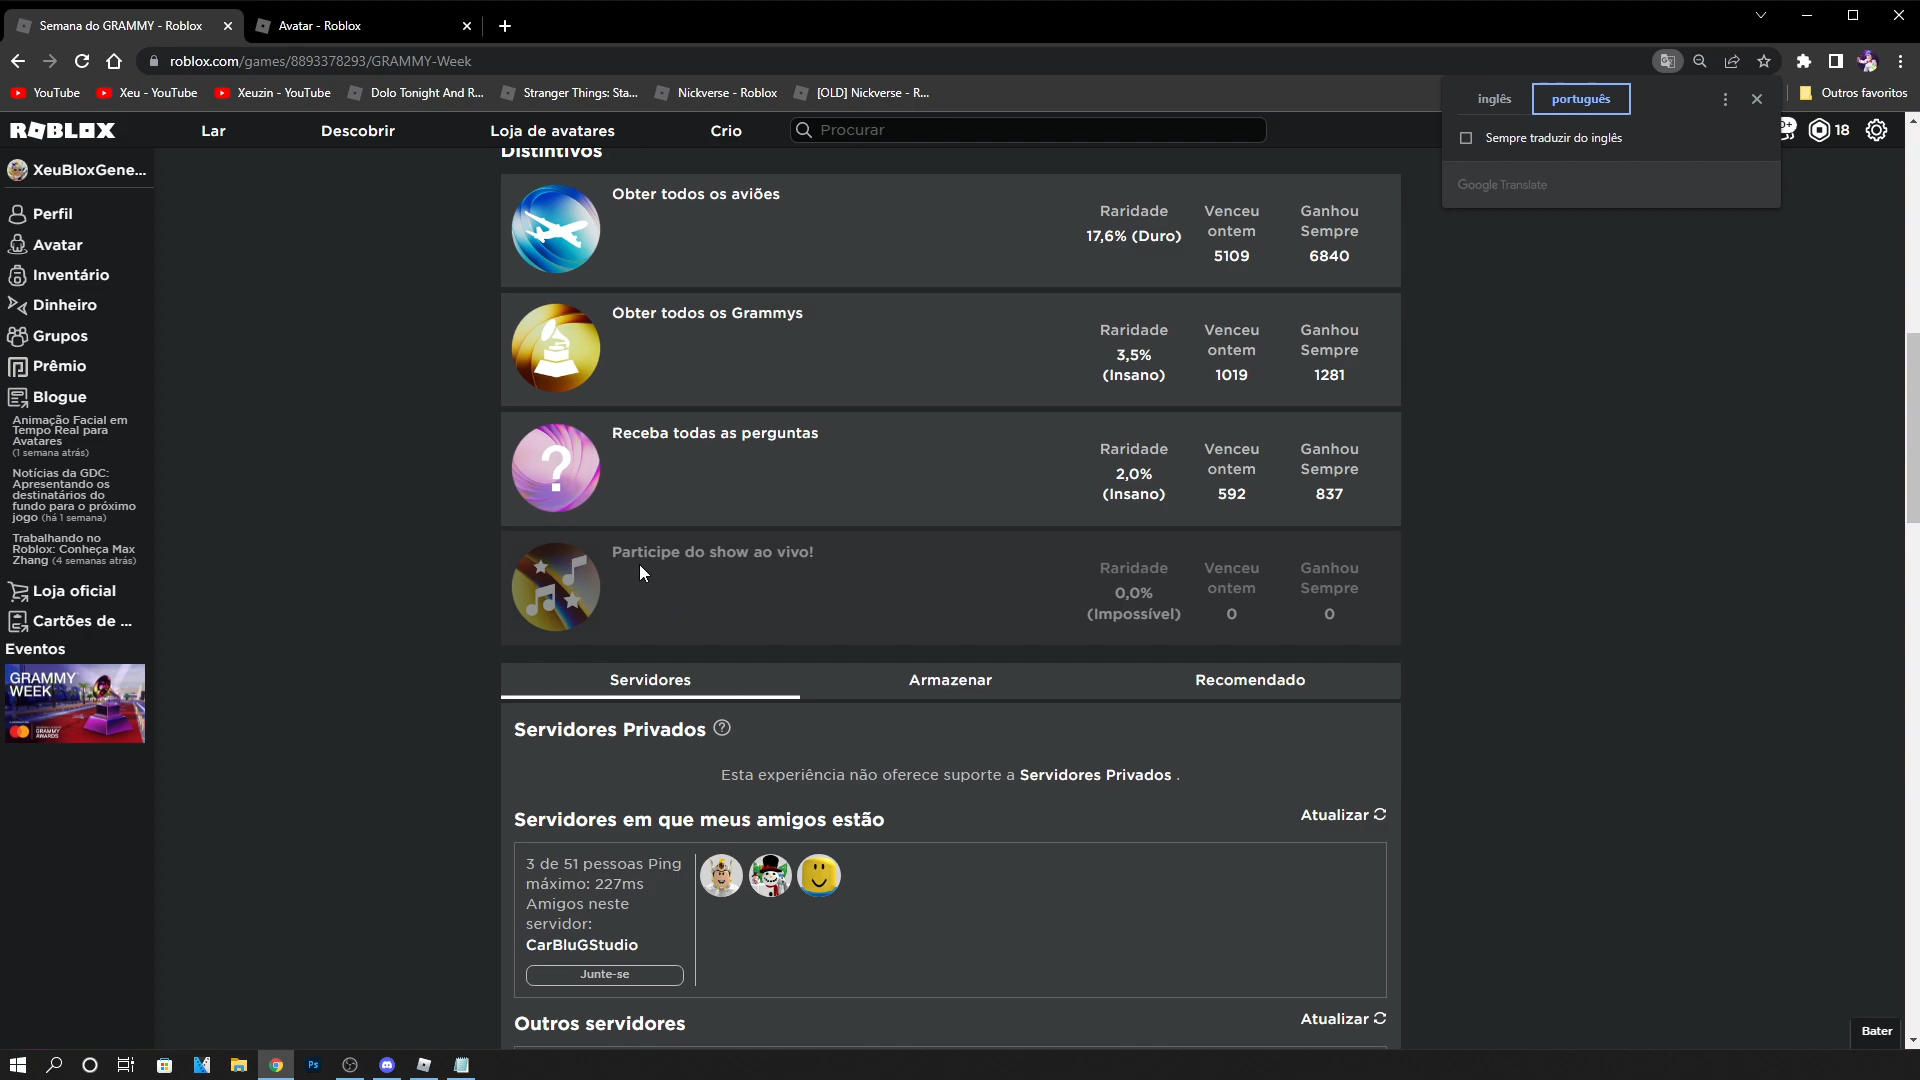 Semana do GRAMMY - Roblox
Avatar - Roblox
roblox.com/games/8893378293/GRAMMY-Week
YouTube
Xeu - YouTube
Xeuzin - YouTube
Dolo Tonight And R...
Stranger Things: Sta...
Nickverse - Roblox
[OLD] Nickverse - R...
Outros favoritos
inglês
português
Sempre traduzir do inglês
Google Translate
ROBLOX
Lar
Descobrir
Loja de avatares
Crio
Procurar
18
XeuBloxGene...
Perfil
Avatar
Inventário
Dinheiro
Grupos
Prêmio
Blogue
Animação Facial em
Tempo Real para
Avatares
(1 semana atrás)
Notícias da GDC:
Apresentando os
destinatários do
fundo para o próximo
jogo (há 1 semana)
Trabalhando no
Roblox: Conheça Max
Zhang (4 semanas atrás)
Loja oficial
Cartões de ...
Eventos
GRAMMY
WEEK
Distintivos
Obter todos os aviões
Raridade
17,6% (Duro)
Venceu
ontem
5109
Ganhou
Sempre
6840
Obter todos os Grammys
Raridade
3,5%
(Insano)
Venceu
ontem
1019
Ganhou
Sempre
1281
Receba todas as perguntas
Raridade
2,0%
(Insano)
Venceu
ontem
592
Ganhou
Sempre
837
Participe do show ao vivo!
Raridade
0,0%
(Impossível)
Venceu
ontem
0
Ganhou
Sempre
0
Servidores
Armazenar
Recomendado
Servidores Privados
Esta experiência não oferece suporte a Servidores Privados .
Servidores em que meus amigos estão
Atualizar
3 de 51 pessoas Ping
máximo: 227ms
Amigos neste
servidor:
CarBluGStudio
Junte-se
Outros servidores
Atualizar
Bater
Ps